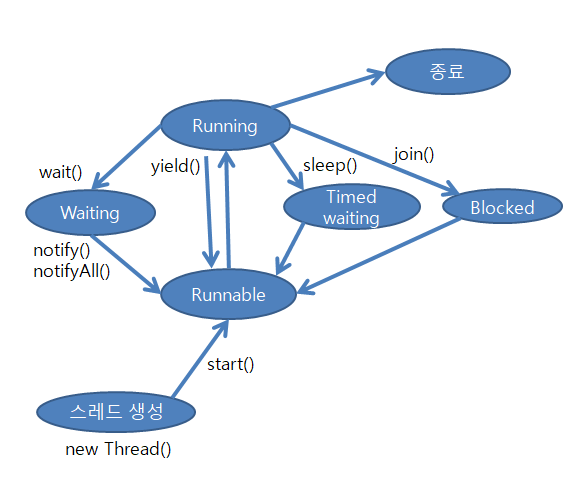 종료
Running
wait()
yield()
sleep()
join()
Waiting
Timed
waiting
Blocked
notify()
notifyAll()
Runnable
start()
스레드 생성
new Thread()